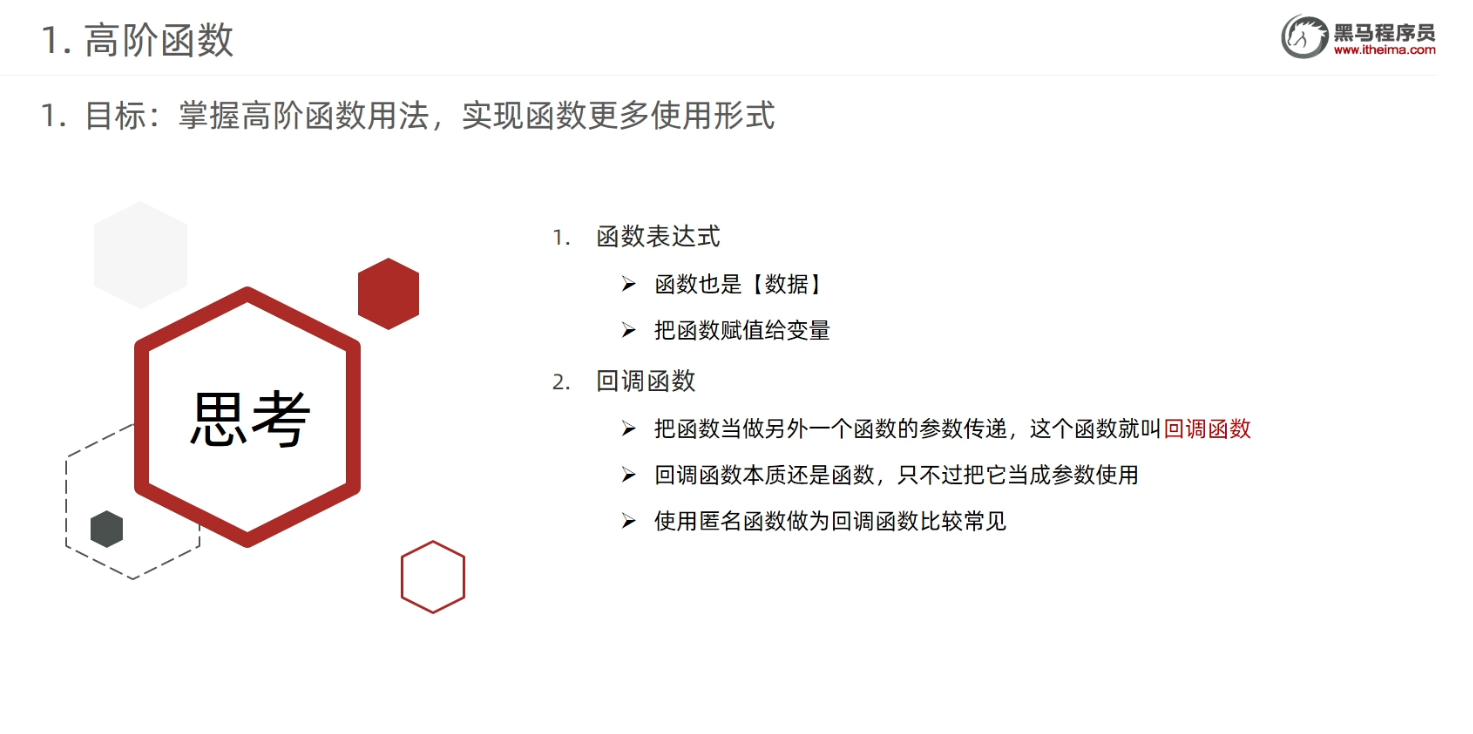 1. 高阶函数
黑马程序员
www.itheima.com
1. 目标：掌握高阶函数用法，实现函数更多使用形式
思考
1. 函数表达式
➢ 函数也是【数据】
➢ 把函数赋值给变量
2. 回调函数
➢ 把函数当做另外一个函数的参数传递，这个函数就叫回调函数
➢ 回调函数本质还是函数，只不过把它当成参数使用
➢ 使用匿名函数做为回调函数比较常见